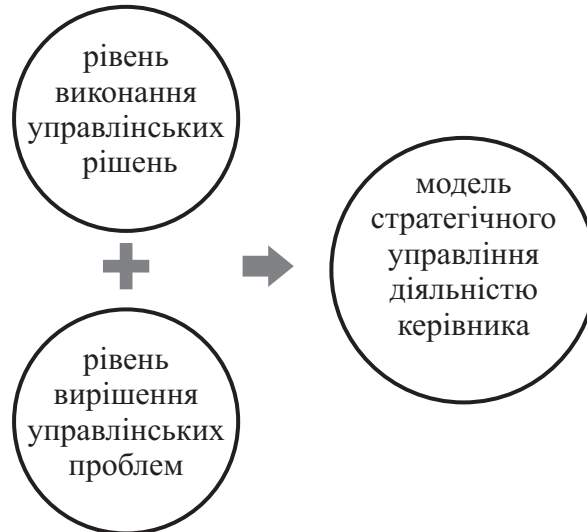 рівень
виконання
управлінських
рішень
+
рівень
вирішення
управлінських
проблем
модель
стратегічного
управління
діяльністю
керівника